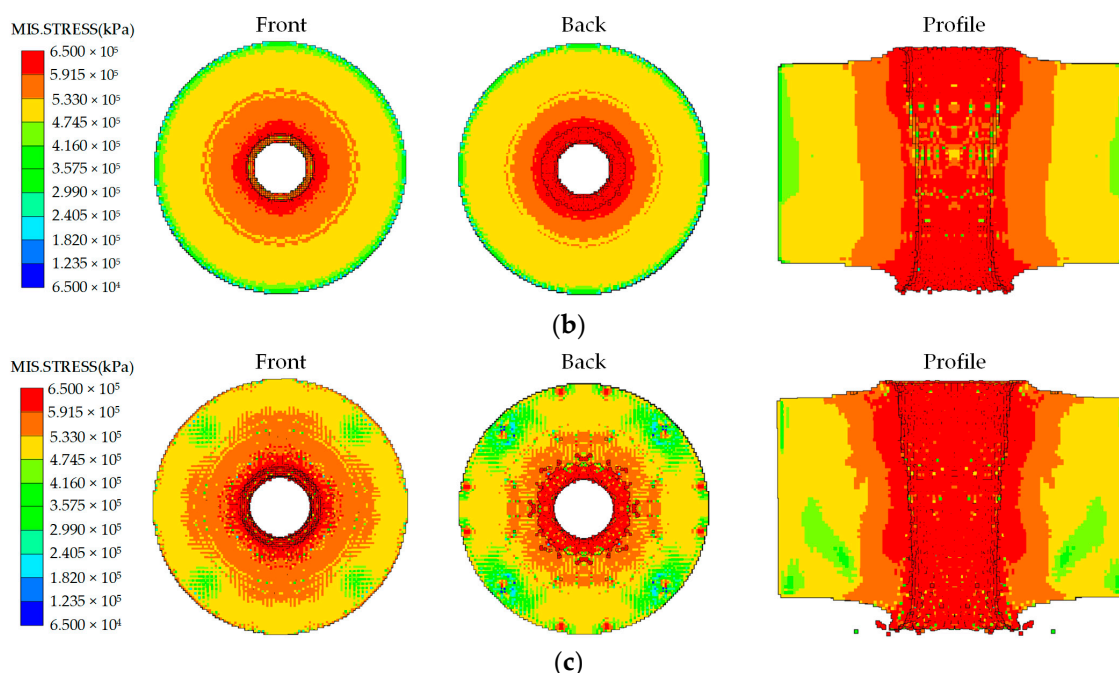 MIS.STRESS(kPa)
Front
Back
Profile
6.500 × 10⁵
5.915 × 10⁵
5.330 × 10⁵
4.745 × 10⁵
4.160 × 10⁵
3.575 × 10⁵
2.990 × 10⁵
2.405 × 10⁵
1.820 × 10⁵
1.235 × 10⁵
6.500 × 10⁴
(b)
MIS.STRESS(kPa)
Front
Back
Profile
6.500 × 10⁵
5.915 × 10⁵
5.330 × 10⁵
4.745 × 10⁵
4.160 × 10⁵
3.575 × 10⁵
2.990 × 10⁵
2.405 × 10⁵
1.820 × 10⁵
1.235 × 10⁵
6.500 × 10⁴
(c)